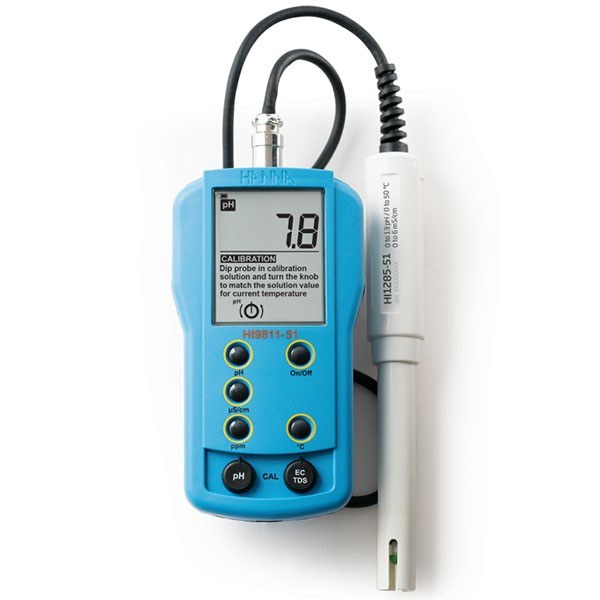 HANNA
pH
7.8
CALIBRATION
Dip probe in calibration
solution and turn the knob
to match the solution value
for current temperature
pH
HI9811-51
pH
On/Off
µS/cm
ppm
°C
pH
CAL
EC
TDS
HI1285-51
0 to 13 pH / 0 to 50 °C
0 to 6 mS/cm